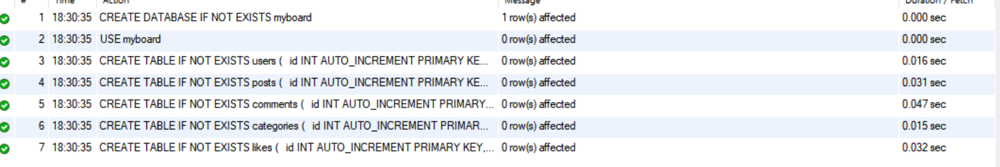 # Time Action Message Duration / Fetch
1 18:30:35 CREATE DATABASE IF NOT EXISTS myboard 1 row(s) affected 0.000 sec
2 18:30:35 USE myboard 0 row(s) affected 0.000 sec
3 18:30:35 CREATE TABLE IF NOT EXISTS users ( id INT AUTO_INCREMENT PRIMARY KE... 0 row(s) affected 0.016 sec
4 18:30:35 CREATE TABLE IF NOT EXISTS posts ( id INT AUTO_INCREMENT PRIMARY KE... 0 row(s) affected 0.031 sec
5 18:30:35 CREATE TABLE IF NOT EXISTS comments ( id INT AUTO_INCREMENT PRIMARY... 0 row(s) affected 0.047 sec
6 18:30:35 CREATE TABLE IF NOT EXISTS categories ( id INT AUTO_INCREMENT PRIMAR... 0 row(s) affected 0.015 sec
7 18:30:35 CREATE TABLE IF NOT EXISTS likes ( id INT AUTO_INCREMENT PRIMARY KEY,... 0 row(s) affected 0.032 sec